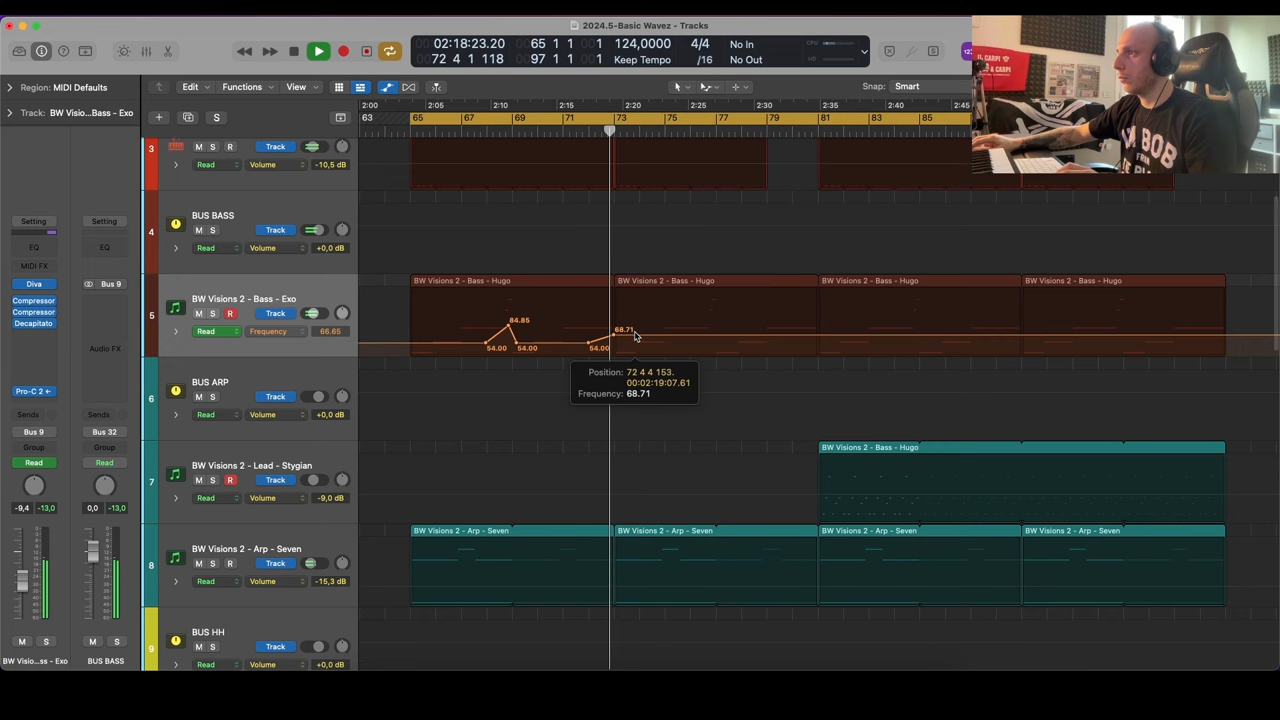 2024.5-Basic Wavez - Tracks
02:18:23.20 65 1 1 1 124,0000 4/4 No In CPU
72 4 1 118 97 1 1 1 Keep Tempo /16 No Out HD
Region: MIDI Defaults Edit Functions View Snap: Smart
Track: BW Visio...Bass - Exo S
2:00 2:05 2:10 2:15 2:20 2:25 2:30 2:35 2:40 2:45
63 65 67 69 71 73 75 77 79 81 83 85
3 M S R Track
Read Volume -10,5 dB
4 BUS BASS
M S Track
Read Volume +0,0 dB
Setting Setting
EQ EQ
MIDI FX
Diva Bus 9
Compressor
Compressor
Decapitato
Audio FX
Pro-C 2
Sends Sends
Bus 9 Bus 32
Group Group
Read Read
-9,4 -13,0 0,0 -13,0
M S M S
BW Visio...ss - Exo BUS BASS
5 BW Visions 2 - Bass - Exo
M S R Track
Read Frequency 66.65
BW Visions 2 - Bass - Hugo BW Visions 2 - Bass - Hugo BW Visions 2 - Bass - Hugo BW Visions 2 - Bass - Hugo
84.85
68.71
54.00 54.00 54.00
Position: 72 4 4 153.
00:02:19:07.61
Frequency: 68.71
6 BUS ARP
M S Track
Read Volume +0,0 dB
7 BW Visions 2 - Lead - Stygian
M S R Track
Read Volume -9,0 dB
BW Visions 2 - Bass - Hugo
8 BW Visions 2 - Arp - Seven
M S R Track
Read Volume -15,3 dB
BW Visions 2 - Arp - Seven BW Visions 2 - Arp - Seven BW Visions 2 - Arp - Seven BW Visions 2 - Arp - Seven
9 BUS HH
M S Track
Read Volume +0,0 dB
IL CARPI
A CARPI
BOB